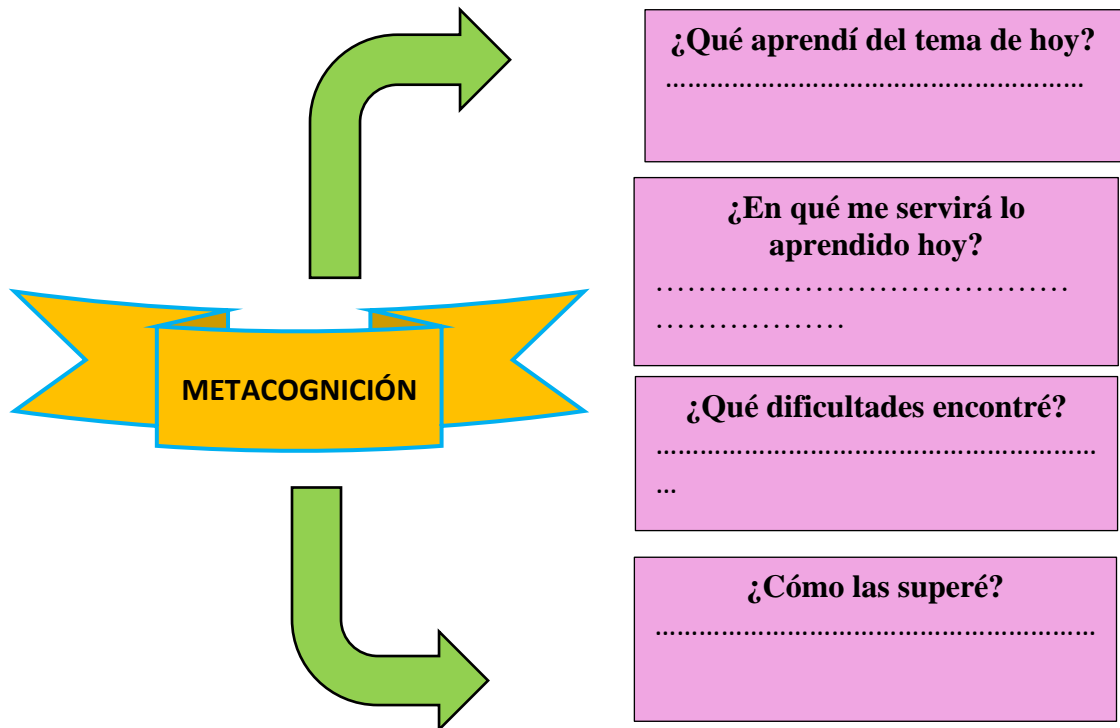 ¿Qué aprendí del tema de hoy?
……………………………………………………
¿En qué me servirá lo
aprendido hoy?
.......................................
..................
¿Qué dificultades encontré?
………………………………………………………
…
¿Cómo las superé?
………………………………………………………
METACOGNICIÓN